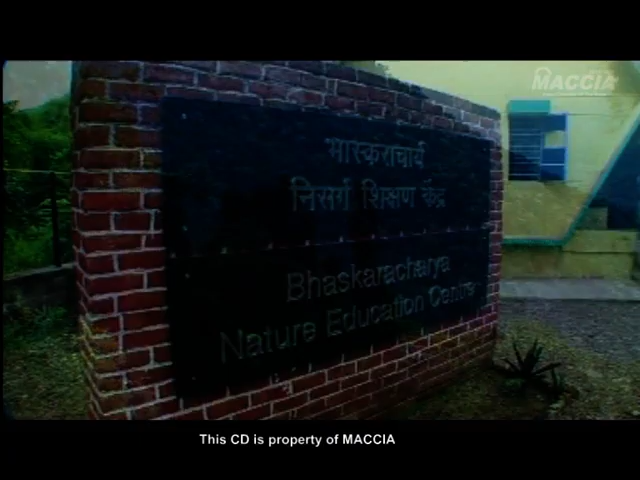 MACCIA
भास्कराचार्य
निसर्ग शिक्षण केंद्र
Bhaskaracharya
Nature Education Centre
This CD is property of MACCIA